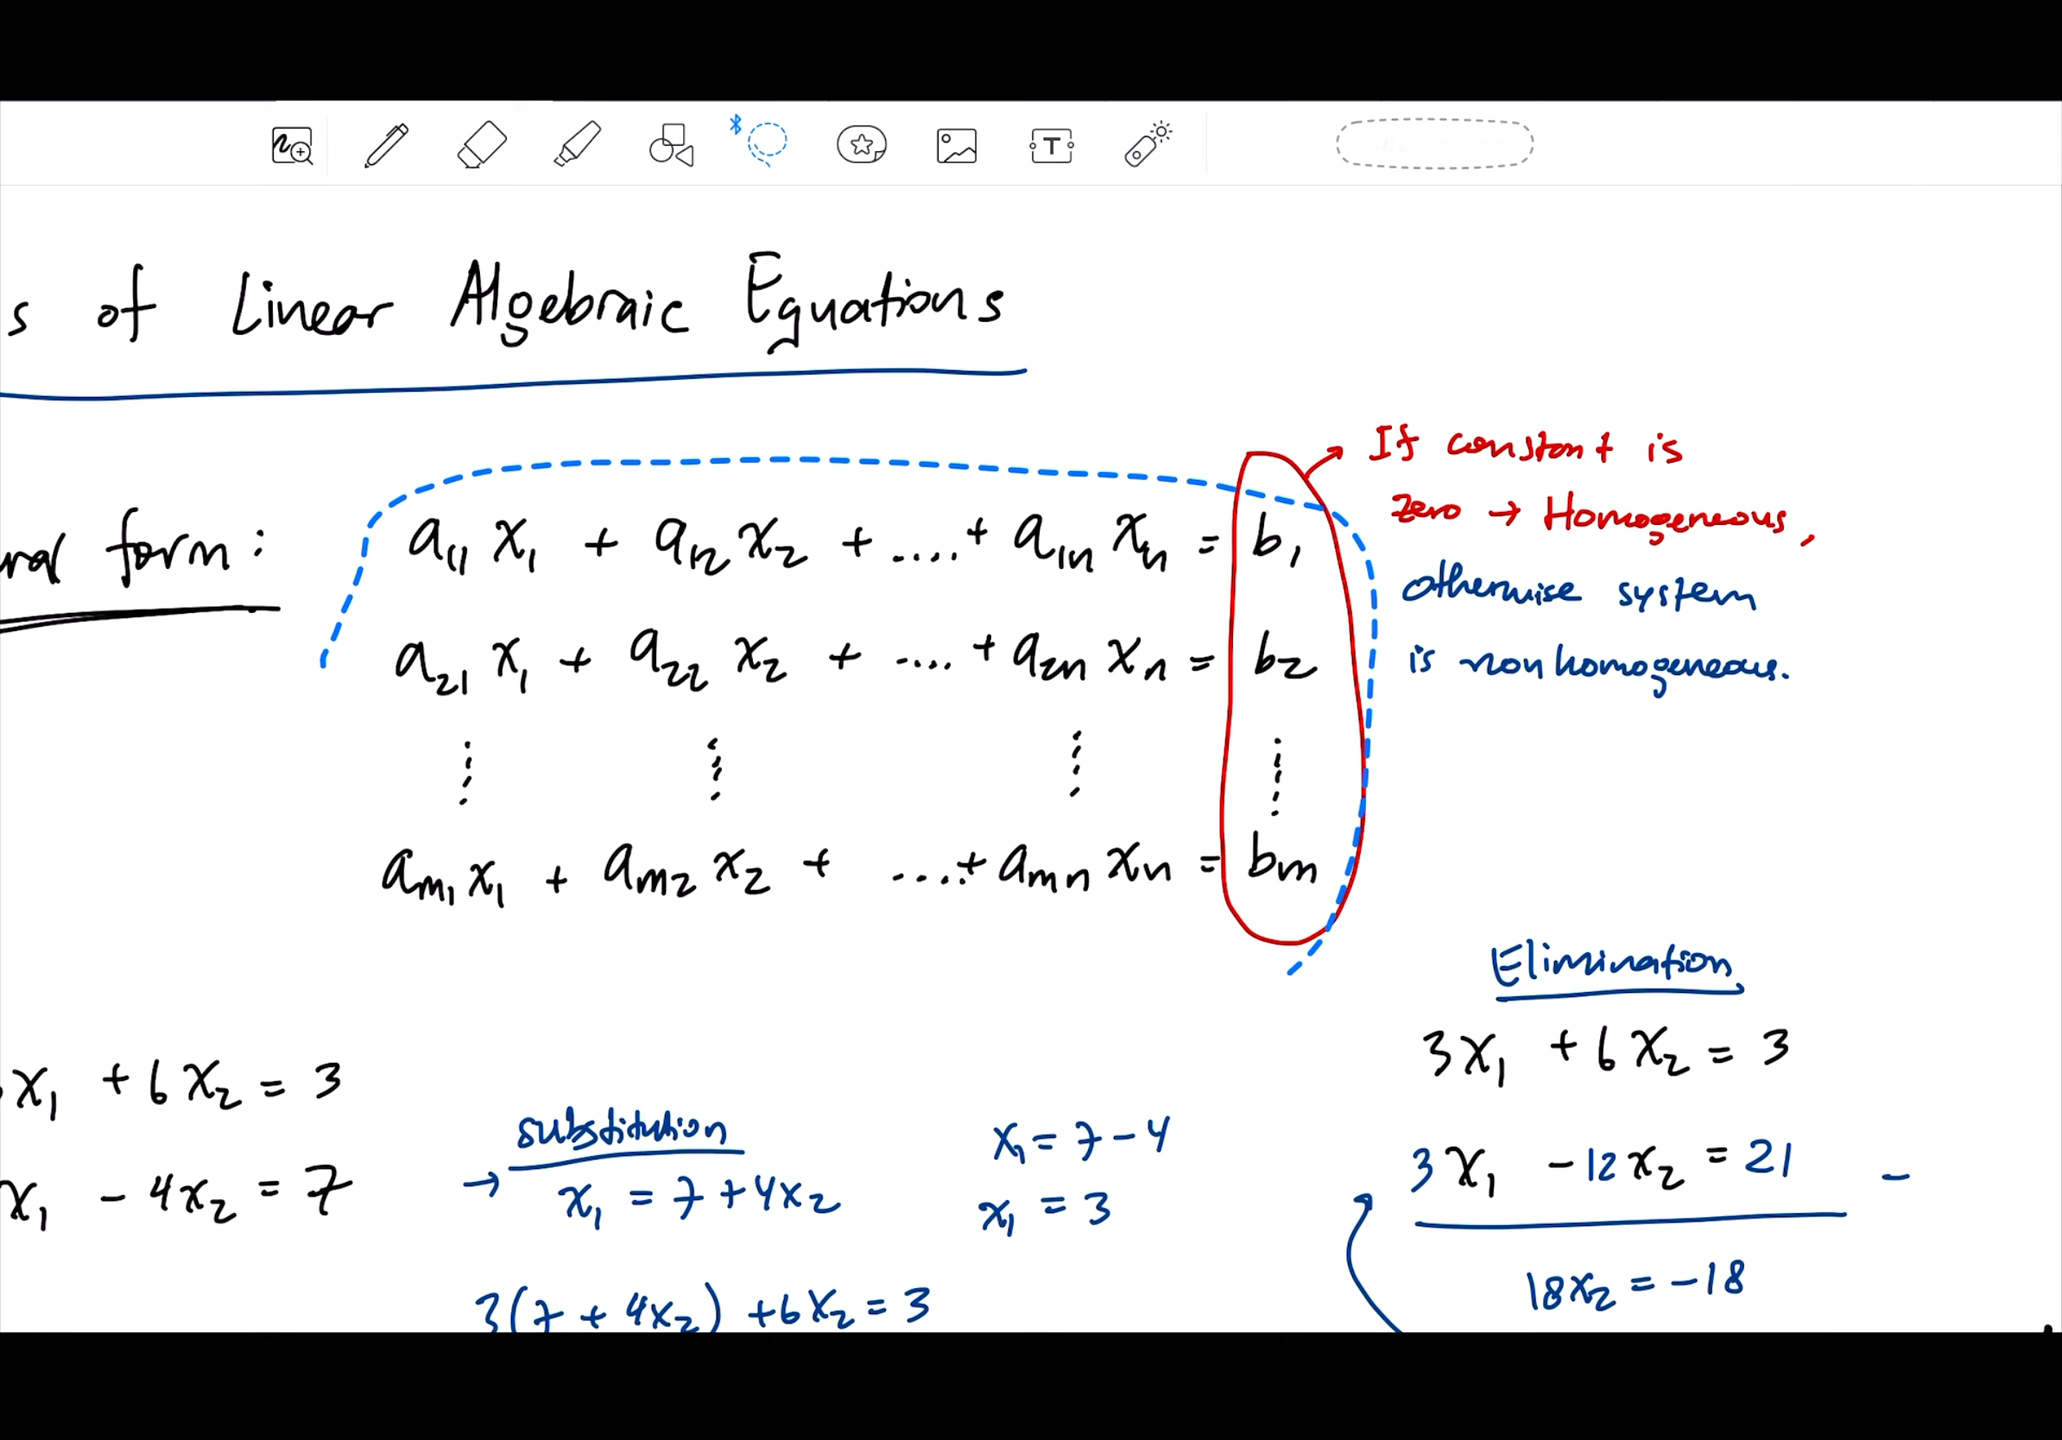 s of Linear Algebraic Equations
If constant is
zero → Homogeneous,
otherwise system
is nonhomogeneous.
ral form:
a₁₁ x₁ + a₁₂ x₂ + ....+ a₁ₙ xₙ = b₁
a₂₁ x₁ + a₂₂ x₂ + .... + a₂ₙ xₙ = b₂
aₘ₁ x₁ + aₘ₂ x₂ + ....+ aₘₙ xₙ = bₘ
x₁ + 6x₂ = 3
x₁ - 4x₂ = 7
substitution
→ x₁ = 7 + 4x₂
3(7 + 4x₂) + 6x₂ = 3
x₁ = 7 - 4
x₁ = 3
Elimination
3x₁ + 6x₂ = 3
3x₁ - 12x₂ = 21 -
18x₂ = -18